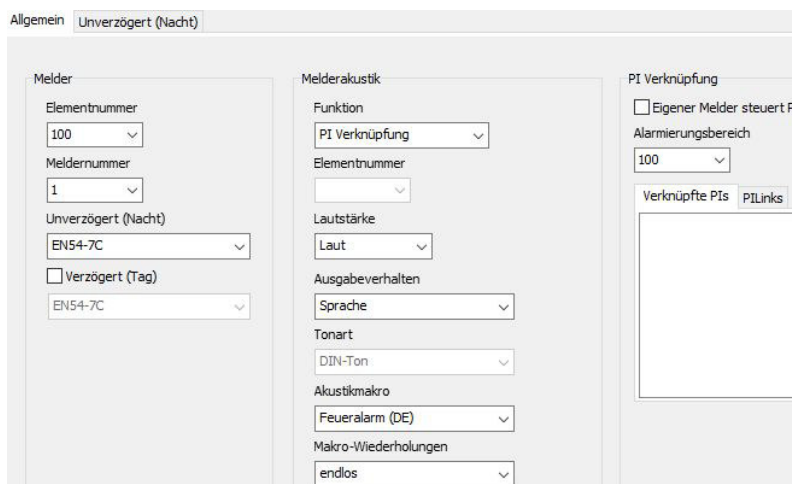 Allgemein
Unverzögert (Nacht)
Melder
Elementnummer
100
Meldernummer
1
Unverzögert (Nacht)
EN54-7C
Verzögert (Tag)
EN54-7C
Melderakustik
Funktion
PI Verknüpfung
Elementnummer
Lautstärke
Laut
Ausgabeverhalten
Sprache
Tonart
DIN-Ton
Akustikmakro
Feueralarm (DE)
Makro-Wiederholungen
endlos
PI Verknüpfung
Eigener Melder steuert P
Alarmierungsbereich
100
Verknüpfte PIs
PILinks